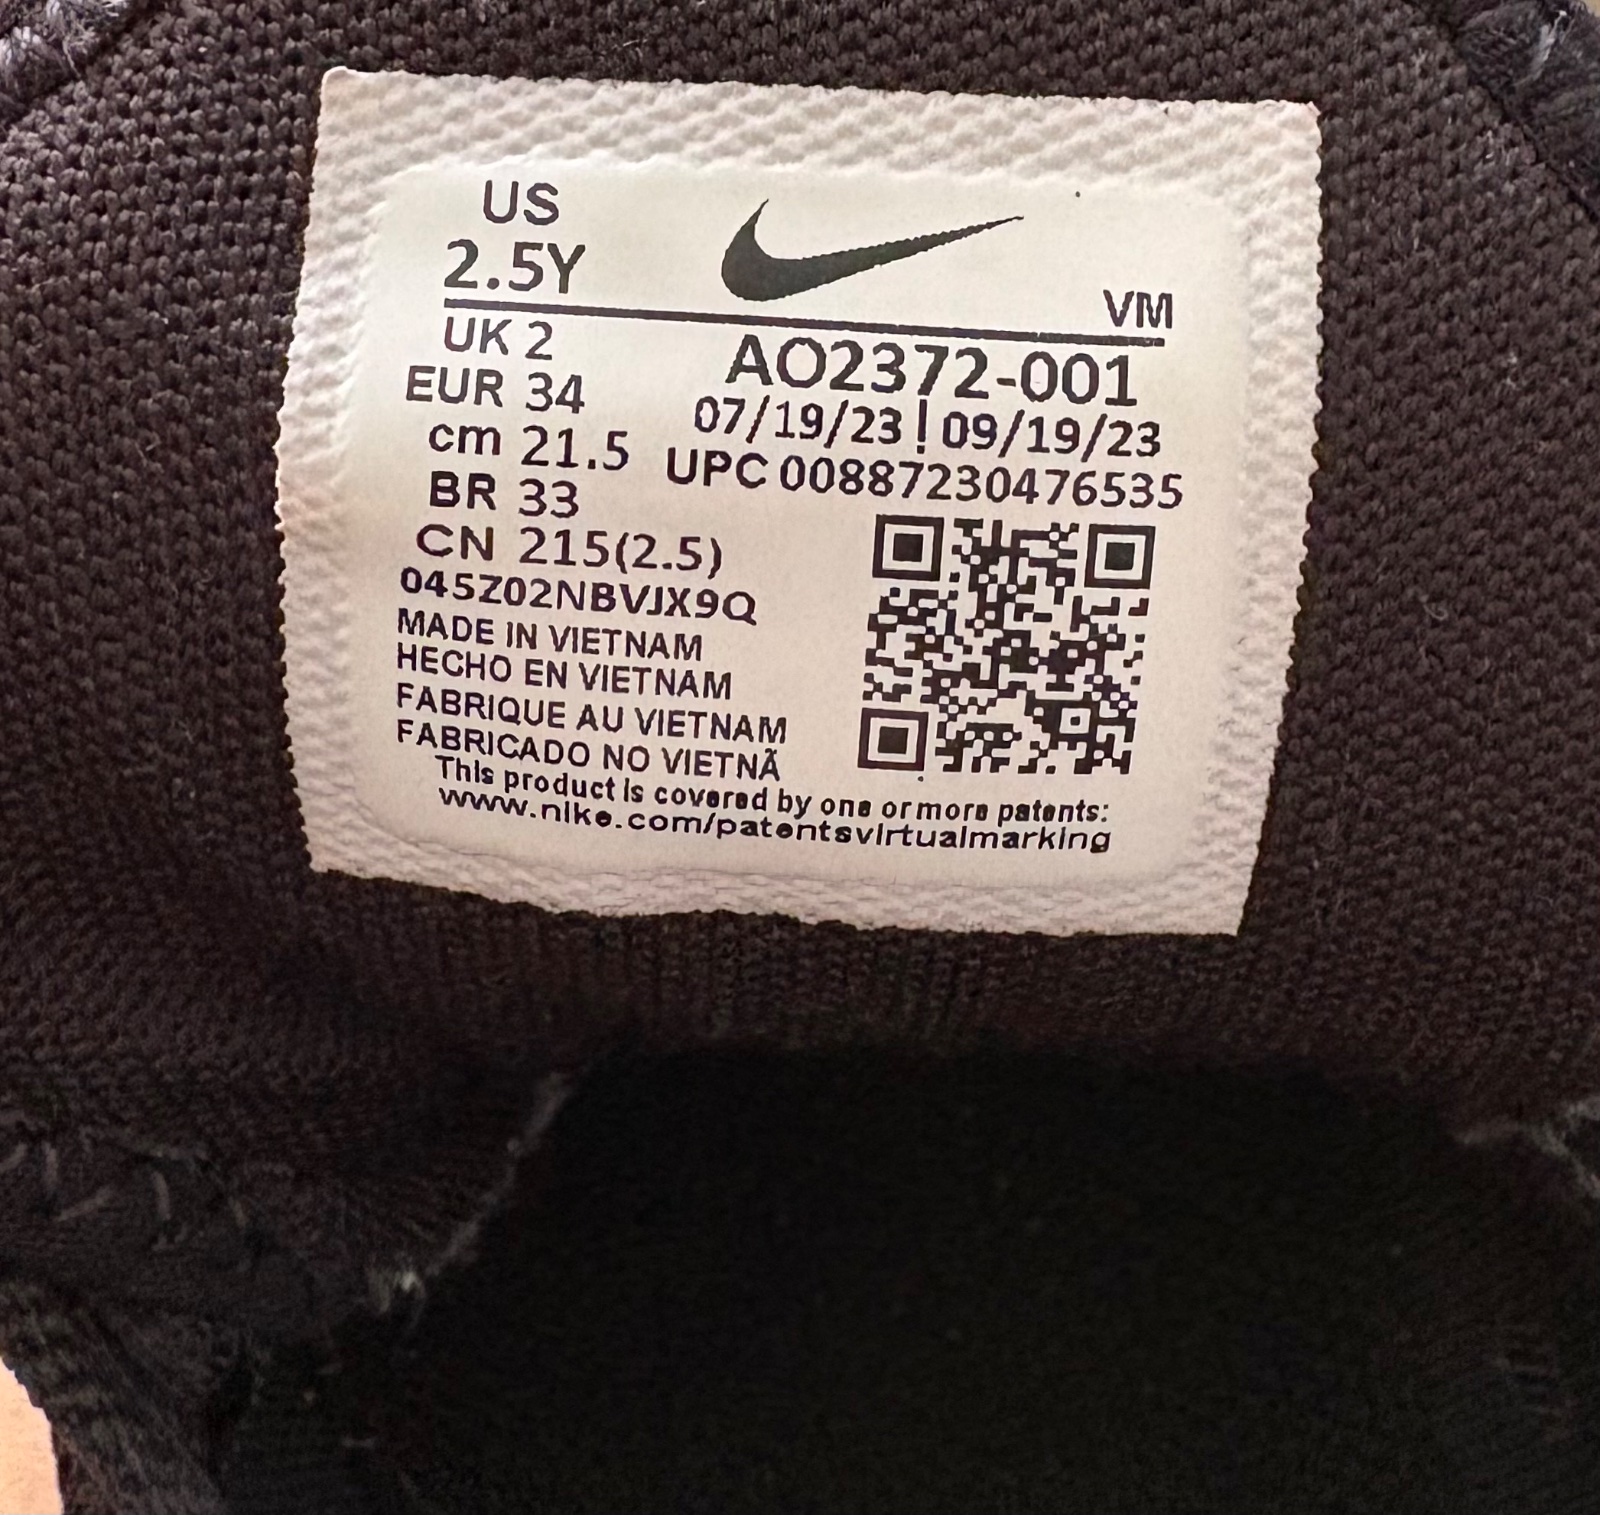 US
2.5Y
VM
UK 2
EUR 34
cm 21.5
BR 33
CN 215(2.5)
AO2372-001
07/19/23 ¦ 09/19/23
UPC 00887230476535
045Z02NBVJX9Q
MADE IN VIETNAM
HECHO EN VIETNAM
FABRIQUE AU VIETNAM
FABRICADO NO VIETNÃ
This product is covered by one or more patents:
www.nike.com/patentsvirtualmarking